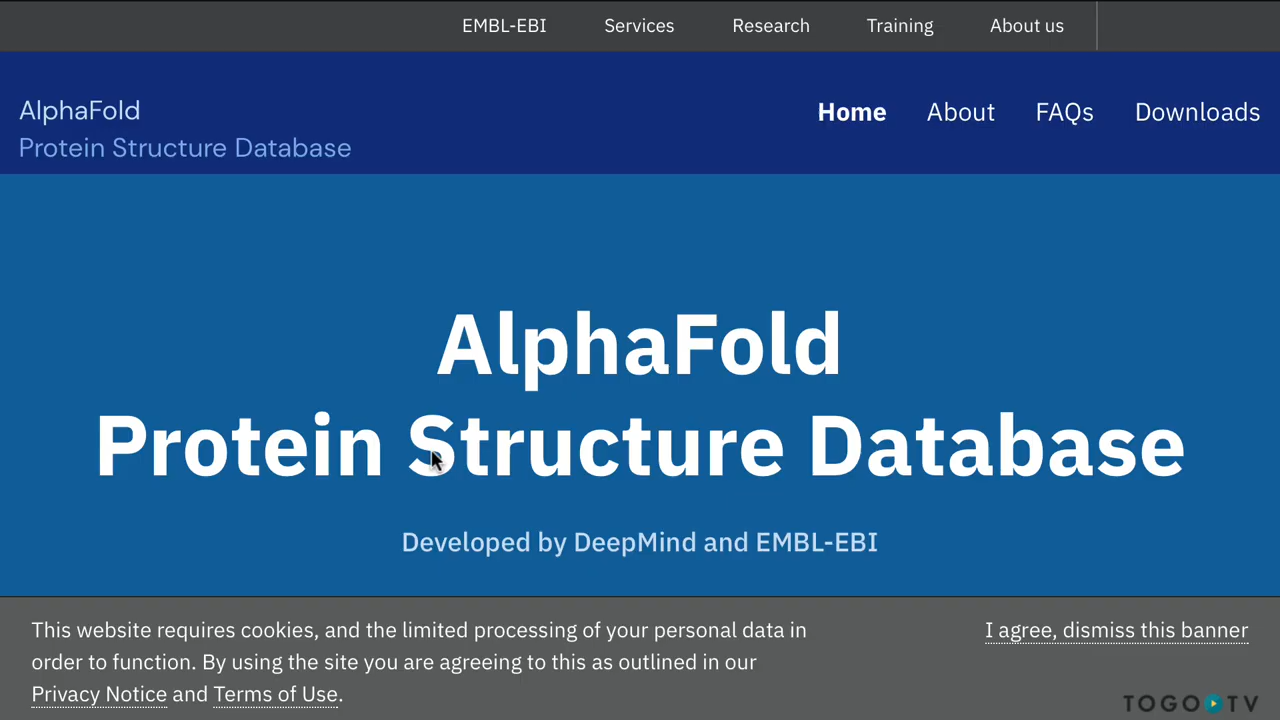 EMBL-EBI Services Research Training About us
AlphaFold
Protein Structure Database
Home About FAQs Downloads
AlphaFold
Protein Structure Database
Developed by DeepMind and EMBL-EBI
This website requires cookies, and the limited processing of your personal data in
order to function. By using the site you are agreeing to this as outlined in our
Privacy Notice and Terms of Use.
I agree, dismiss this banner
TOGO TV